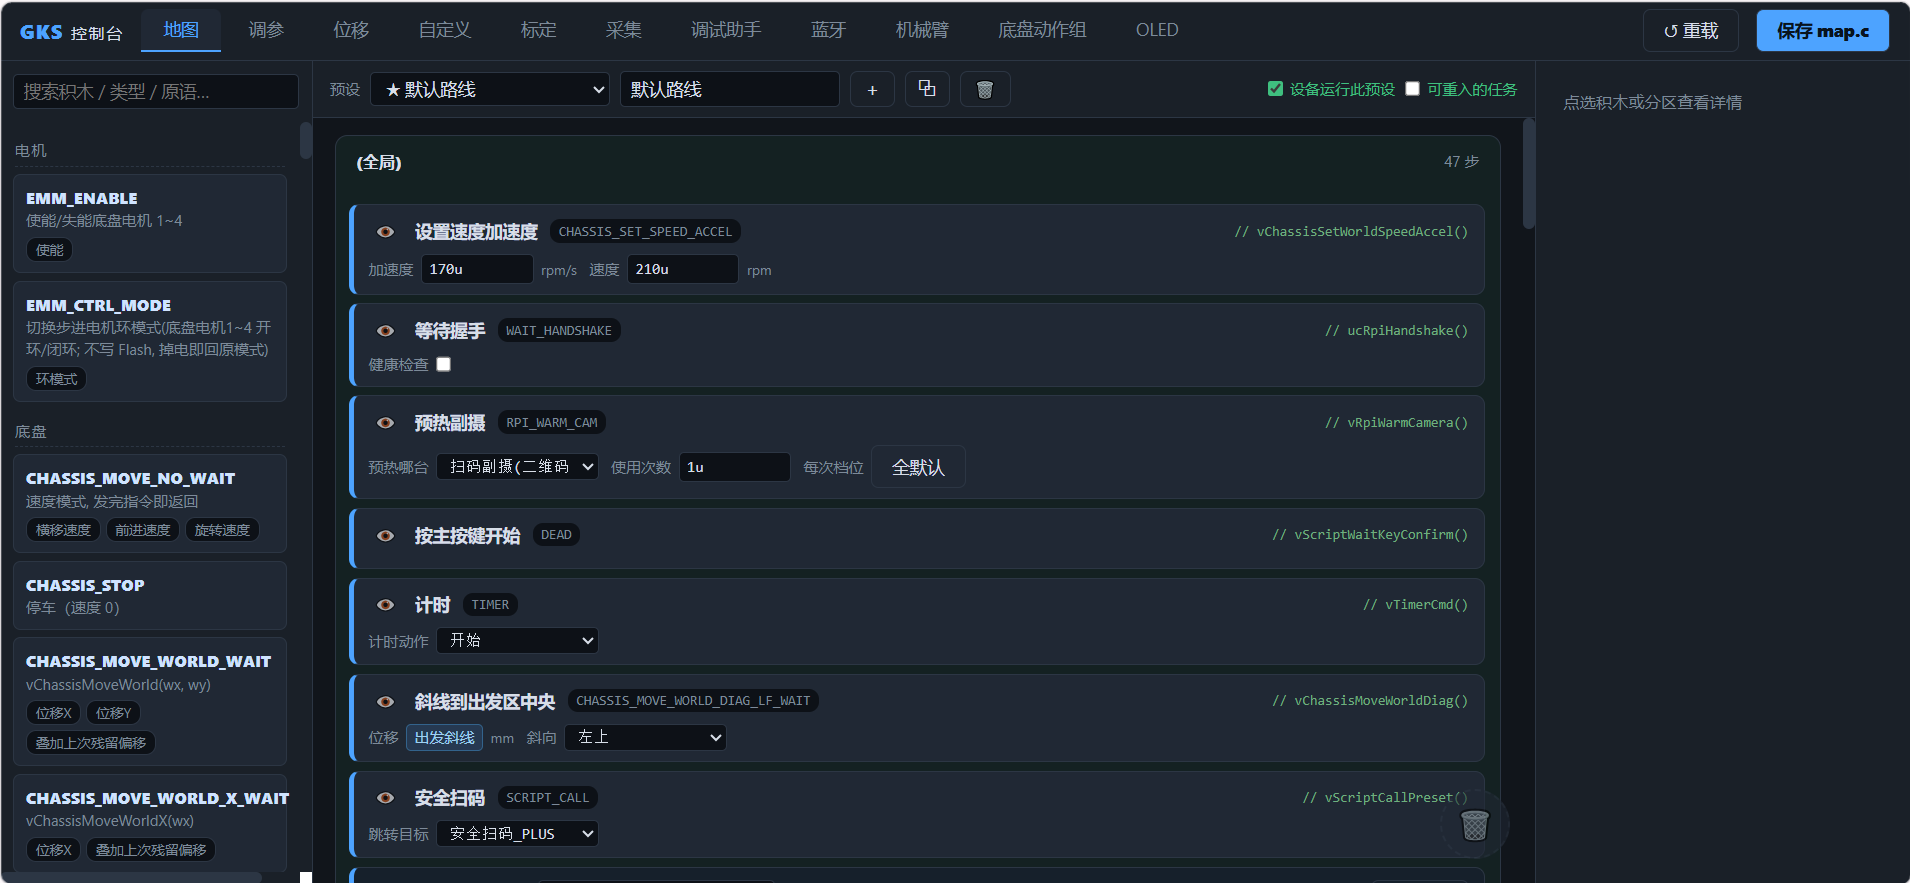 GKS 控制台
地图
调参
位移
自定义
标定
采集
调试助手
蓝牙
机械臂
底盘动作组
OLED
↺ 重载
保存 map.c
搜索积木 / 类型 / 原语...
电机
EMM_ENABLE
使能/失能底盘电机 1~4
使能
EMM_CTRL_MODE
切换步进电机环模式(底盘电机1~4 开
环/闭环; 不写 Flash, 掉电即回原模式)
环模式
底盘
CHASSIS_MOVE_NO_WAIT
速度模式, 发完指令即返回
横移速度 前进速度 旋转速度
CHASSIS_STOP
停车（速度 0）
CHASSIS_MOVE_WORLD_WAIT
vChassisMoveWorld(wx, wy)
位移X 位移Y
叠加上次残留偏移
CHASSIS_MOVE_WORLD_X_WAIT
vChassisMoveWorldX(wx)
位移X 叠加上次残留偏移
预设 ★ 默认路线 默认路线 +
设备运行此预设 可重入的任务
(全局) 47 步
设置速度加速度 CHASSIS_SET_SPEED_ACCEL // vChassisSetWorldSpeedAccel()
加速度 170u rpm/s 速度 210u rpm
等待握手 WAIT_HANDSHAKE // ucRpiHandshake()
健康检查
预热副摄 RPI_WARM_CAM // vRpiWarmCamera()
预热哪台 扫码副摄(二维码 使用次数 1u 每次档位 全默认
按主按键开始 DEAD // vScriptWaitKeyConfirm()
计时 TIMER // vTimerCmd()
计时动作 开始
斜线到出发区中央 CHASSIS_MOVE_WORLD_DIAG_LF_WAIT // vChassisMoveWorldDiag()
位移 出发斜线 mm 斜向 左上
安全扫码 SCRIPT_CALL // vScriptCallPreset()
跳转目标 安全扫码_PLUS
点选积木或分区查看详情